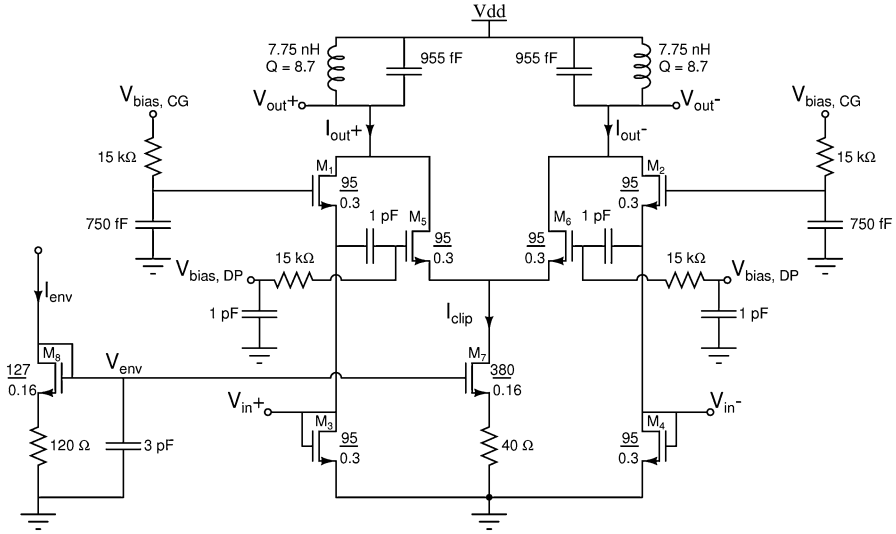 Vdd
7.75 nH
Q = 8.7
955 fF
955 fF
7.75 nH
Q = 8.7
Vout+
Vout-
Vbias, CG
Vbias, CG
Iout+
Iout-
15 kΩ
15 kΩ
M1
95
0.3
M2
95
0.3
750 fF
750 fF
1 pF
M5
95
0.3
M6
95
0.3
1 pF
Vbias, DP
15 kΩ
15 kΩ
Vbias, DP
1 pF
1 pF
Ienv
Iclip
M8
127
0.16
Venv
M7
380
0.16
Vin+
Vin-
M3
95
0.3
M4
95
0.3
120 Ω
3 pF
40 Ω